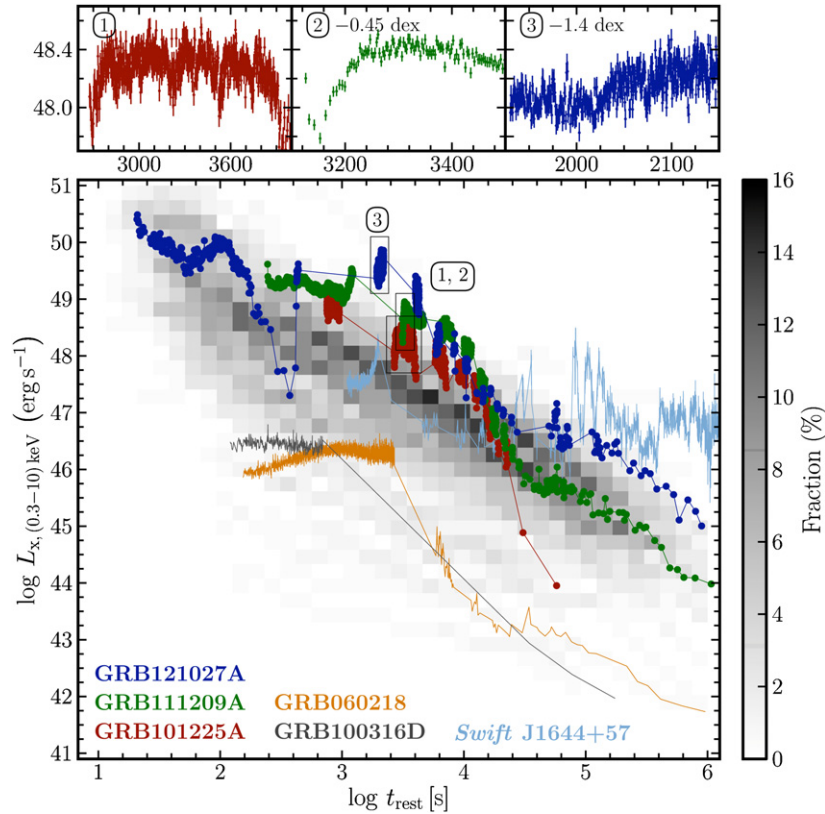 1
2 −0.45 dex
3 −1.4 dex
48.4
48.0
3000 3600 3200 3400 2000 2100
51
50
49
48
47
46
45
44
43
42
41
log L x, (0.3−10) keV (erg s−1)
3
1, 2
GRB121027A
GRB111209A GRB060218
GRB101225A GRB100316D Swift J1644+57
1 2 3 4 5 6
log t rest [s]
16
14
12
10
8
6
4
2
0
Fraction (%)